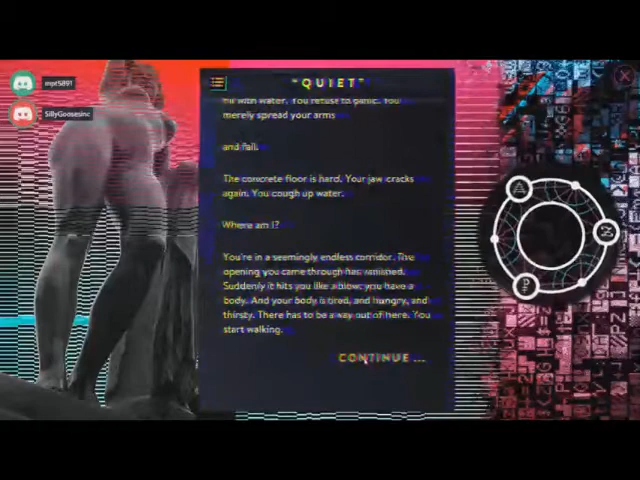 mpt5891
SillyGooseinc
"QUIET"
fill with water. You refuse to panic. You
merely spread your arms
and fall.
The concrete floor is hard. Your jaw cracks
again. You cough up water.
Where am I?
You're in a seemingly endless corridor. The
opening you came through has vanished.
Suddenly it hits you like a blow: you have a
body. And your body is tired, and hungry, and
thirsty. There has to be a way out of here. You
start walking.
CONTINUE ...